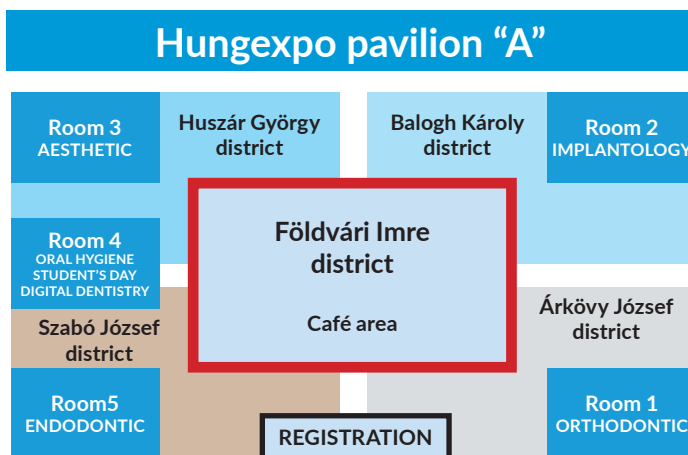 Hungexpo pavilion “A”
Room 3
AESTHETIC
Huszár György
district
Balogh Károly
district
Room 2
IMPLANTOLOGY
Room 4
ORAL HYGIENE
STUDENT’S DAY
DIGITAL DENTISTRY
Földvári Imre
district
Café area
Szabó József
district
Árkövy József
district
Room5
ENDODONTIC
REGISTRATION
Room 1
ORTHODONTIC